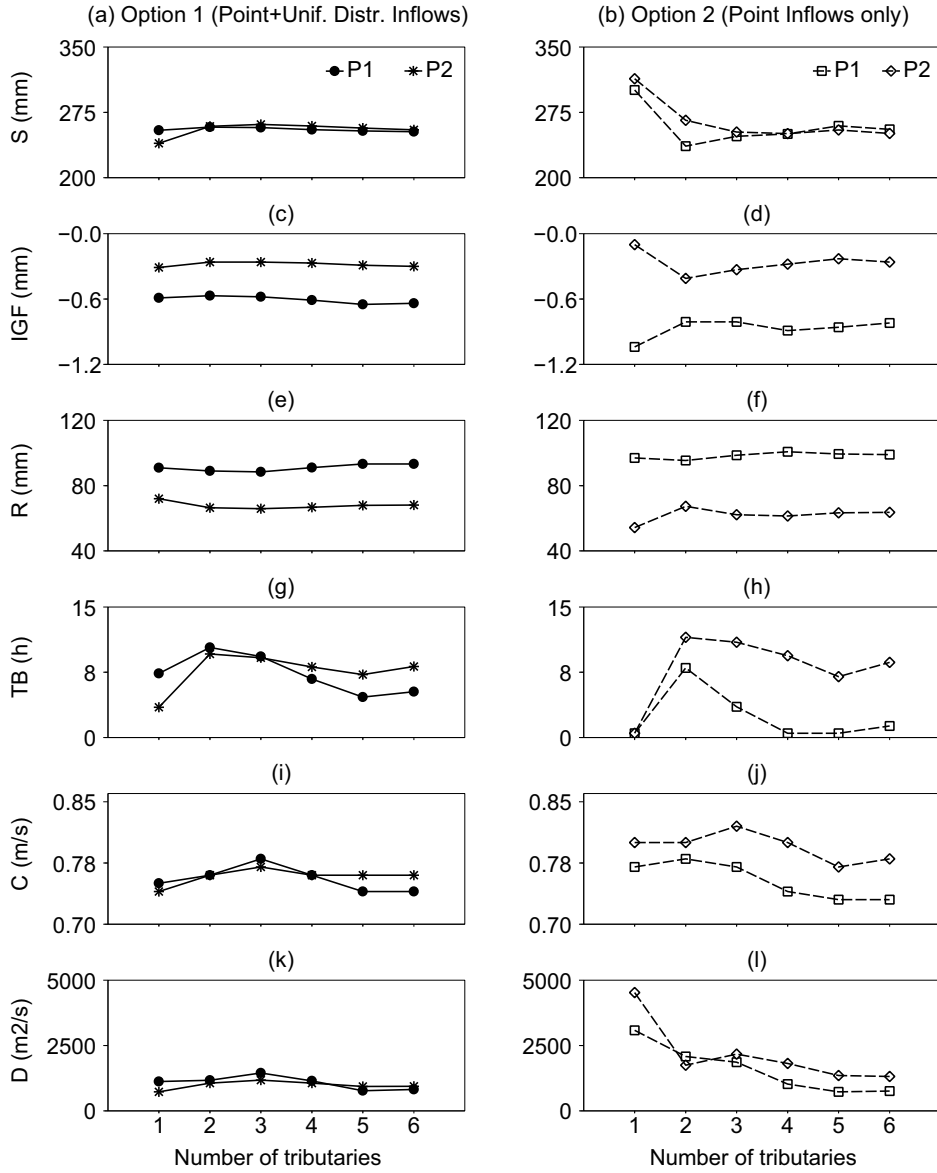 (a) Option 1 (Point+Unif. Distr. Inflows)
(b) Option 2 (Point Inflows only)
S (mm)
350
275
200
P1
P2
350
275
200
P1
P2
(c)
(d)
IGF (mm)
−0.0
−0.6
−1.2
−0.0
−0.6
−1.2
(e)
(f)
R (mm)
120
80
40
120
80
40
(g)
(h)
TB (h)
15
8
0
15
8
0
(i)
(j)
C (m/s)
0.85
0.78
0.70
0.85
0.78
0.70
(k)
(l)
D (m2/s)
5000
2500
0
5000
2500
0
1 2 3 4 5 6
1 2 3 4 5 6
Number of tributaries
Number of tributaries